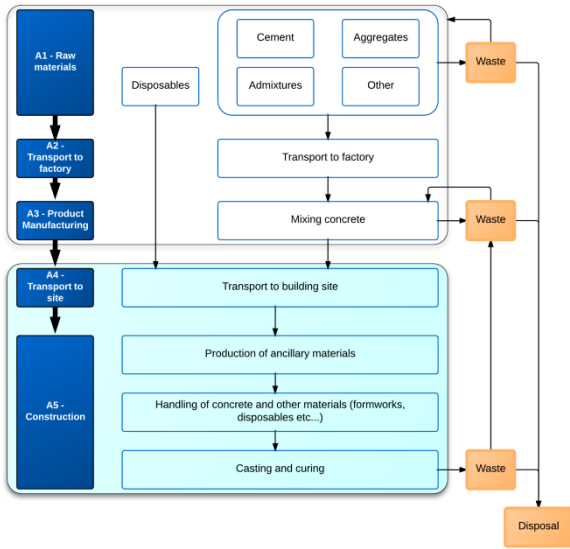 A1 - Raw
materials
Disposables
Cement
Aggregates
Admixtures
Other
Waste
A2 -
Transport to
factory
Transport to factory
A3 - Product
Manufacturing
Mixing concrete
Waste
A4 -
Transport to
site
Transport to building site
Production of ancillary materials
A5 -
Construction
Handling of concrete and other materials (formworks,
disposables etc...)
Casting and curing
Waste
Disposal